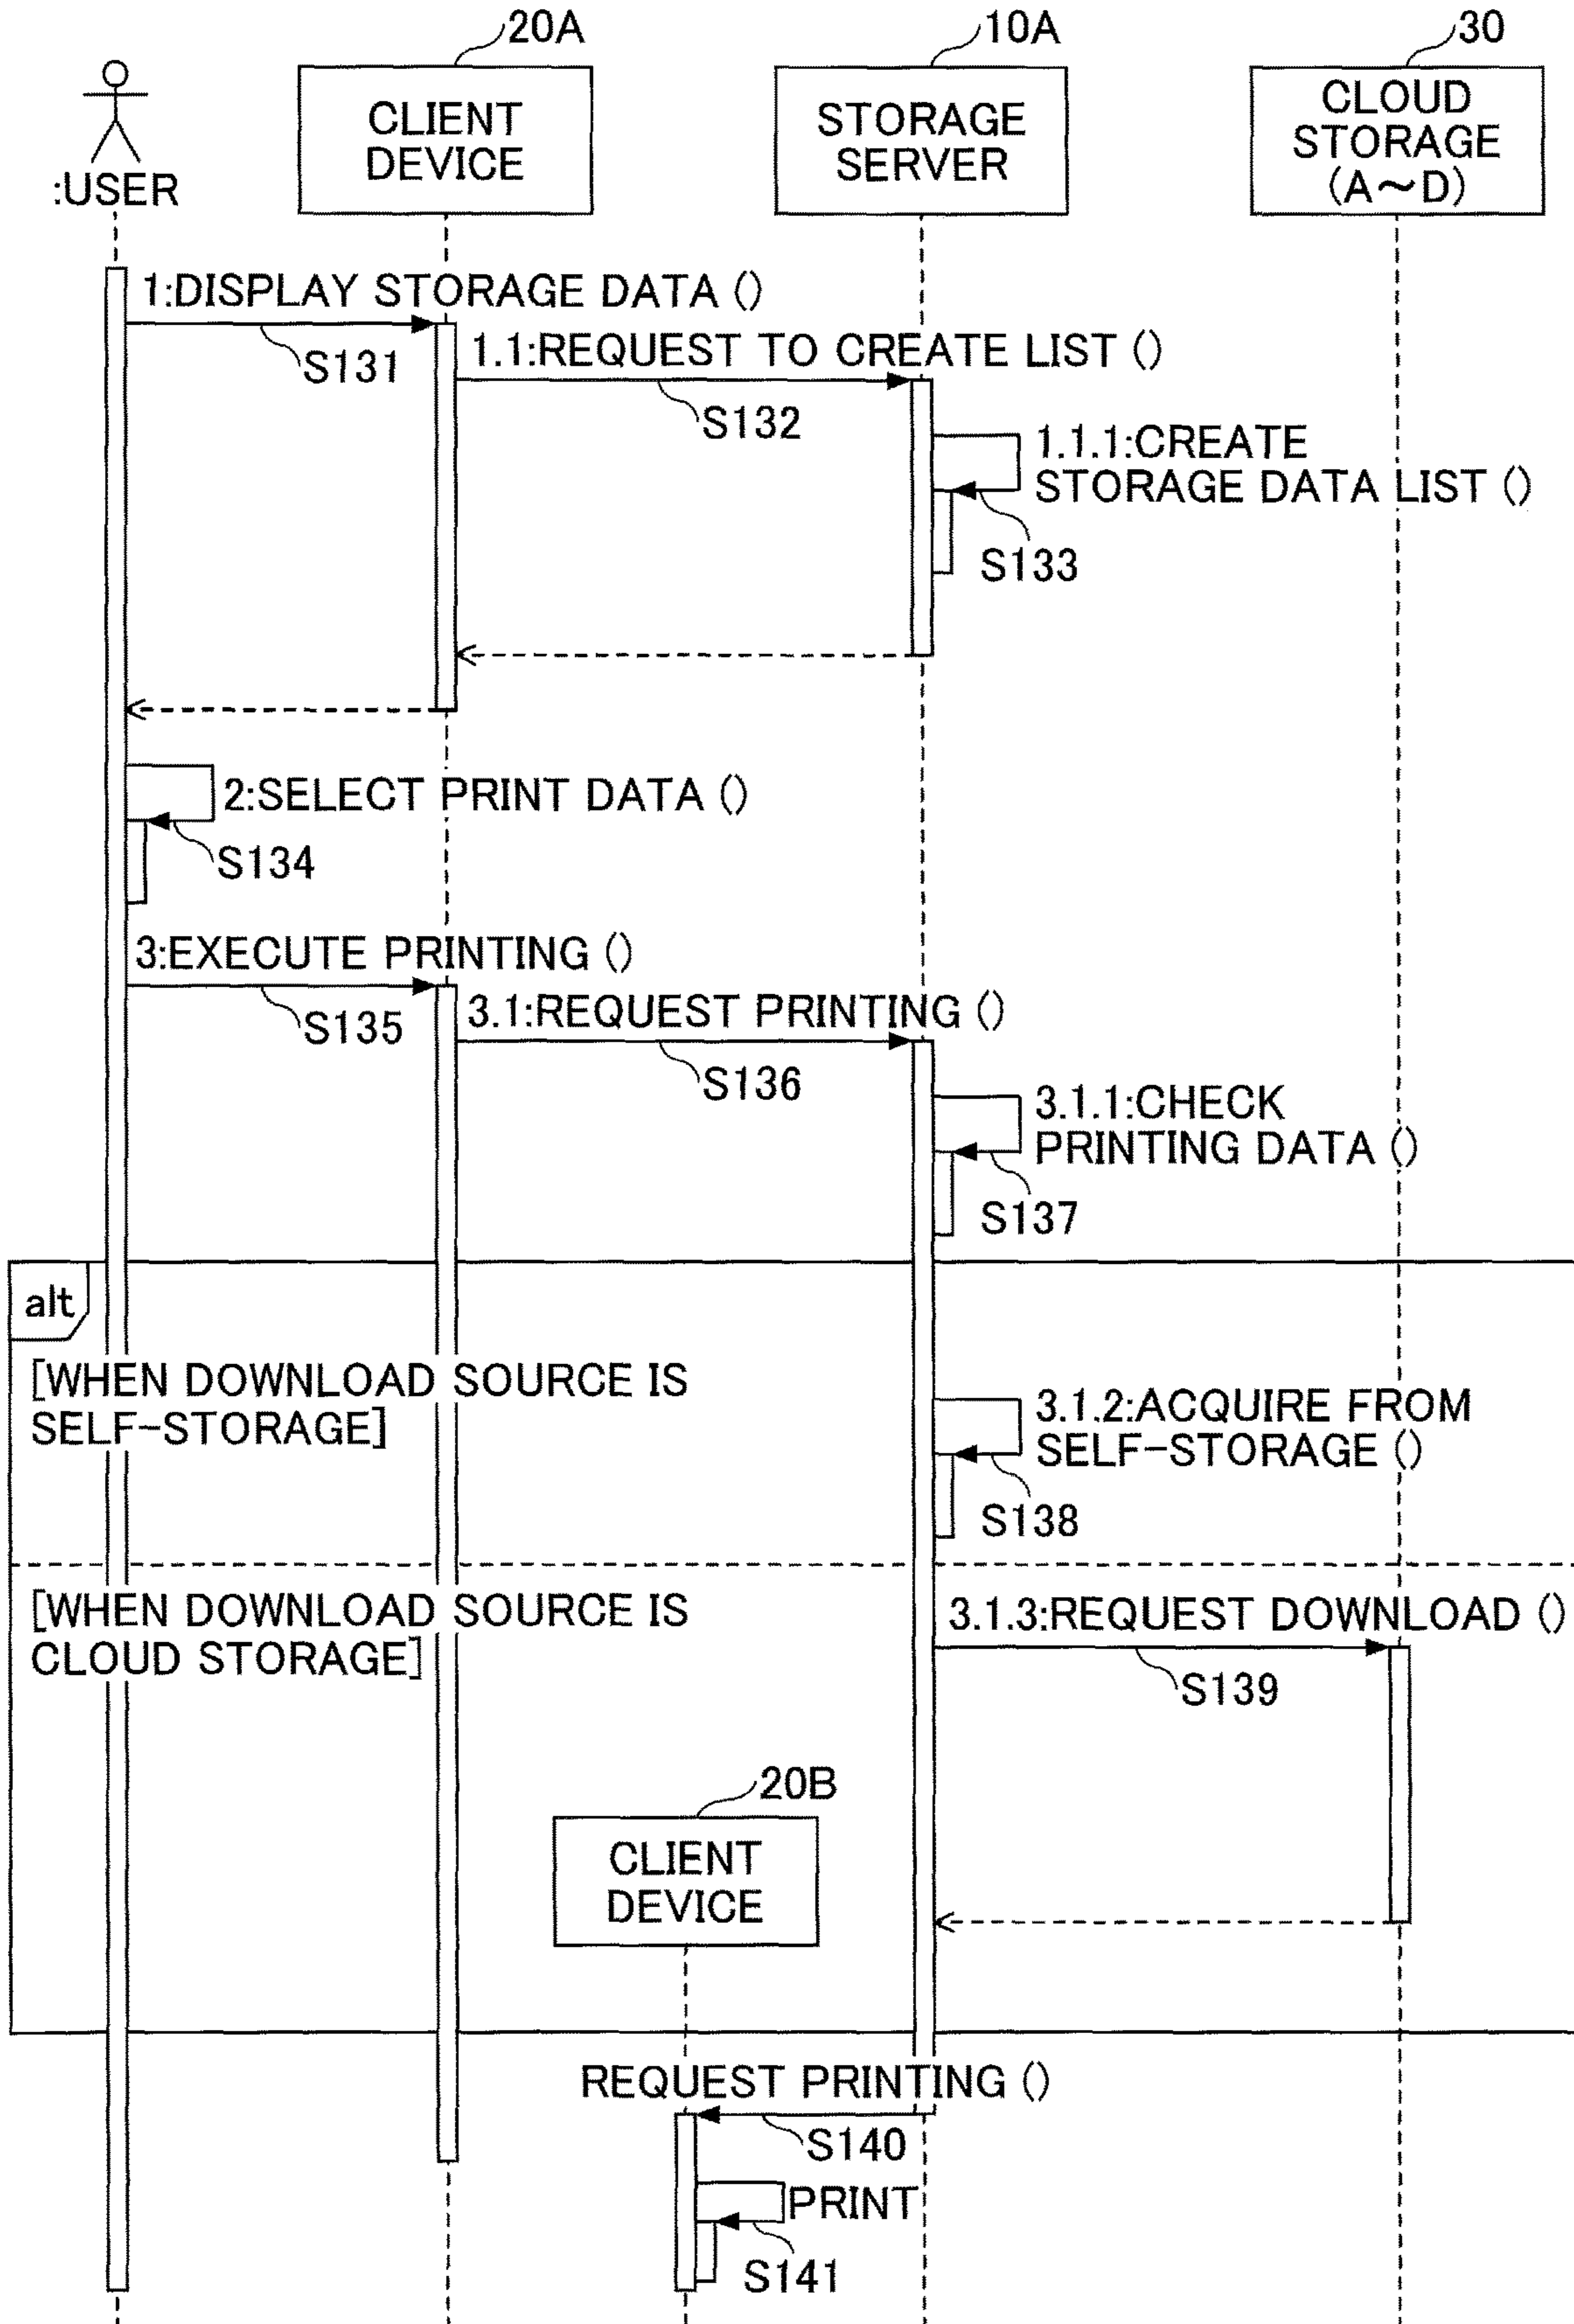 20A
10A
30
CLIENT
DEVICE
STORAGE
SERVER
CLOUD
STORAGE
(A～D)
:USER
1:DISPLAY STORAGE DATA ()
S131
1.1:REQUEST TO CREATE LIST ()
S132
1.1.1:CREATE
STORAGE DATA LIST ()
S133
2:SELECT PRINT DATA ()
S134
3:EXECUTE PRINTING ()
S135
3.1:REQUEST PRINTING ()
S136
3.1.1:CHECK
PRINTING DATA ()
S137
alt
[WHEN DOWNLOAD SOURCE IS
SELF-STORAGE]
3.1.2:ACQUIRE FROM
SELF-STORAGE ()
S138
[WHEN DOWNLOAD SOURCE IS
CLOUD STORAGE]
3.1.3:REQUEST DOWNLOAD ()
S139
20B
CLIENT
DEVICE
REQUEST PRINTING ()
S140
PRINT
S141